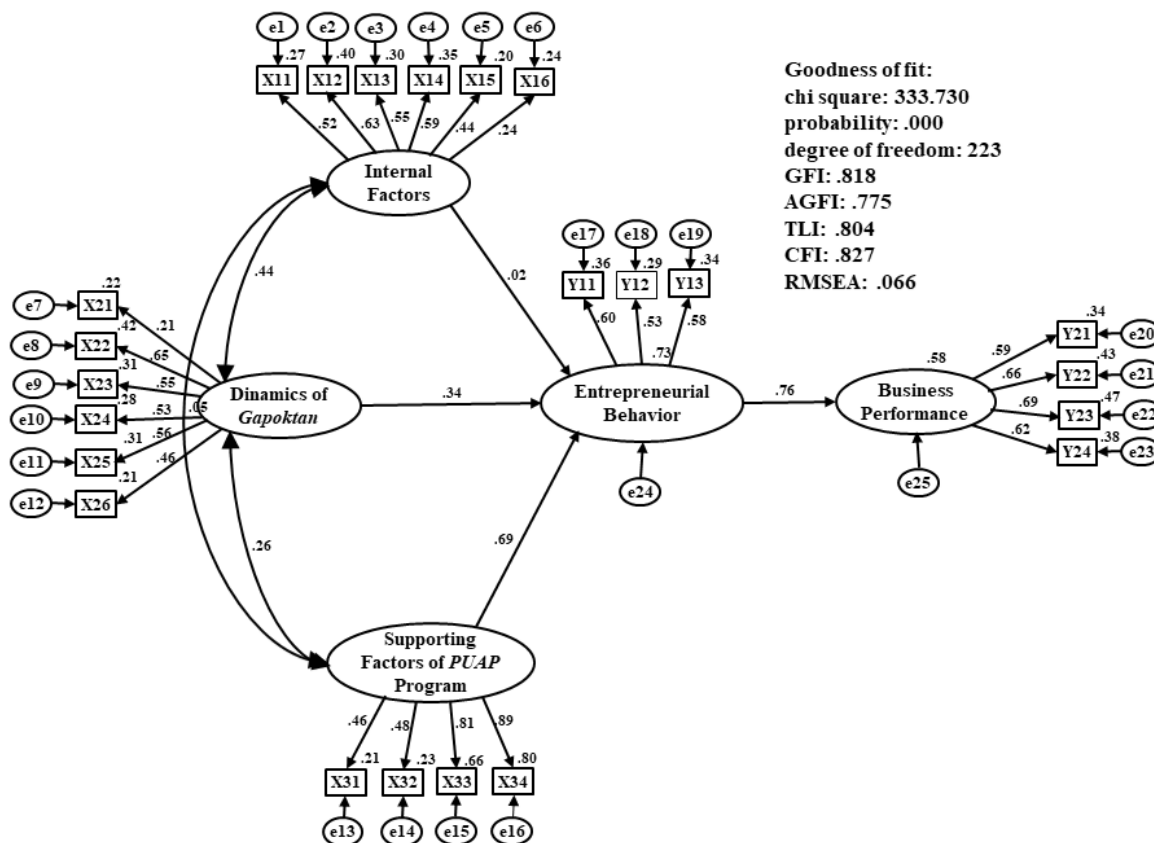 e1 e2 e3 e4 e5 e6
.27 .40 .30 .35 .20 .24
X11 X12 X13 X14 X15 X16
.52 .63 .55 .59 .44 .24
Internal
Factors
Goodness of fit:
chi square: 333.730
probability: .000
degree of freedom: 223
GFI: .818
AGFI: .775
TLI: .804
CFI: .827
RMSEA: .066
.44
.02
e17 e18 e19
.36 .29 .34
Y11 Y12 Y13
.60 .53 .58
e7 X21 .22 .21
e8 X22 .42 .65
e9 X23 .31 .55
e10 X24 .28 .53
e11 X25 .31 .56
e12 X26 .21 .46
.05
Dinamics of
Gapoktan
.34
.73
Entrepreneurial
Behavior
e24
.76
.58
Business
Performance
e25
.59 Y21 .34 e20
.66 Y22 .43 e21
.69 Y23 .47 e22
.62 Y24 .38 e23
.26
.69
Supporting
Factors of PUAP
Program
.46 .48 .81 .89
.21 .23 .66 .80
X31 X32 X33 X34
e13 e14 e15 e16